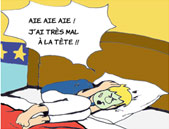 AIE AIE AIE !
J'AI TRÈS MAL
À LA TÊTE !!